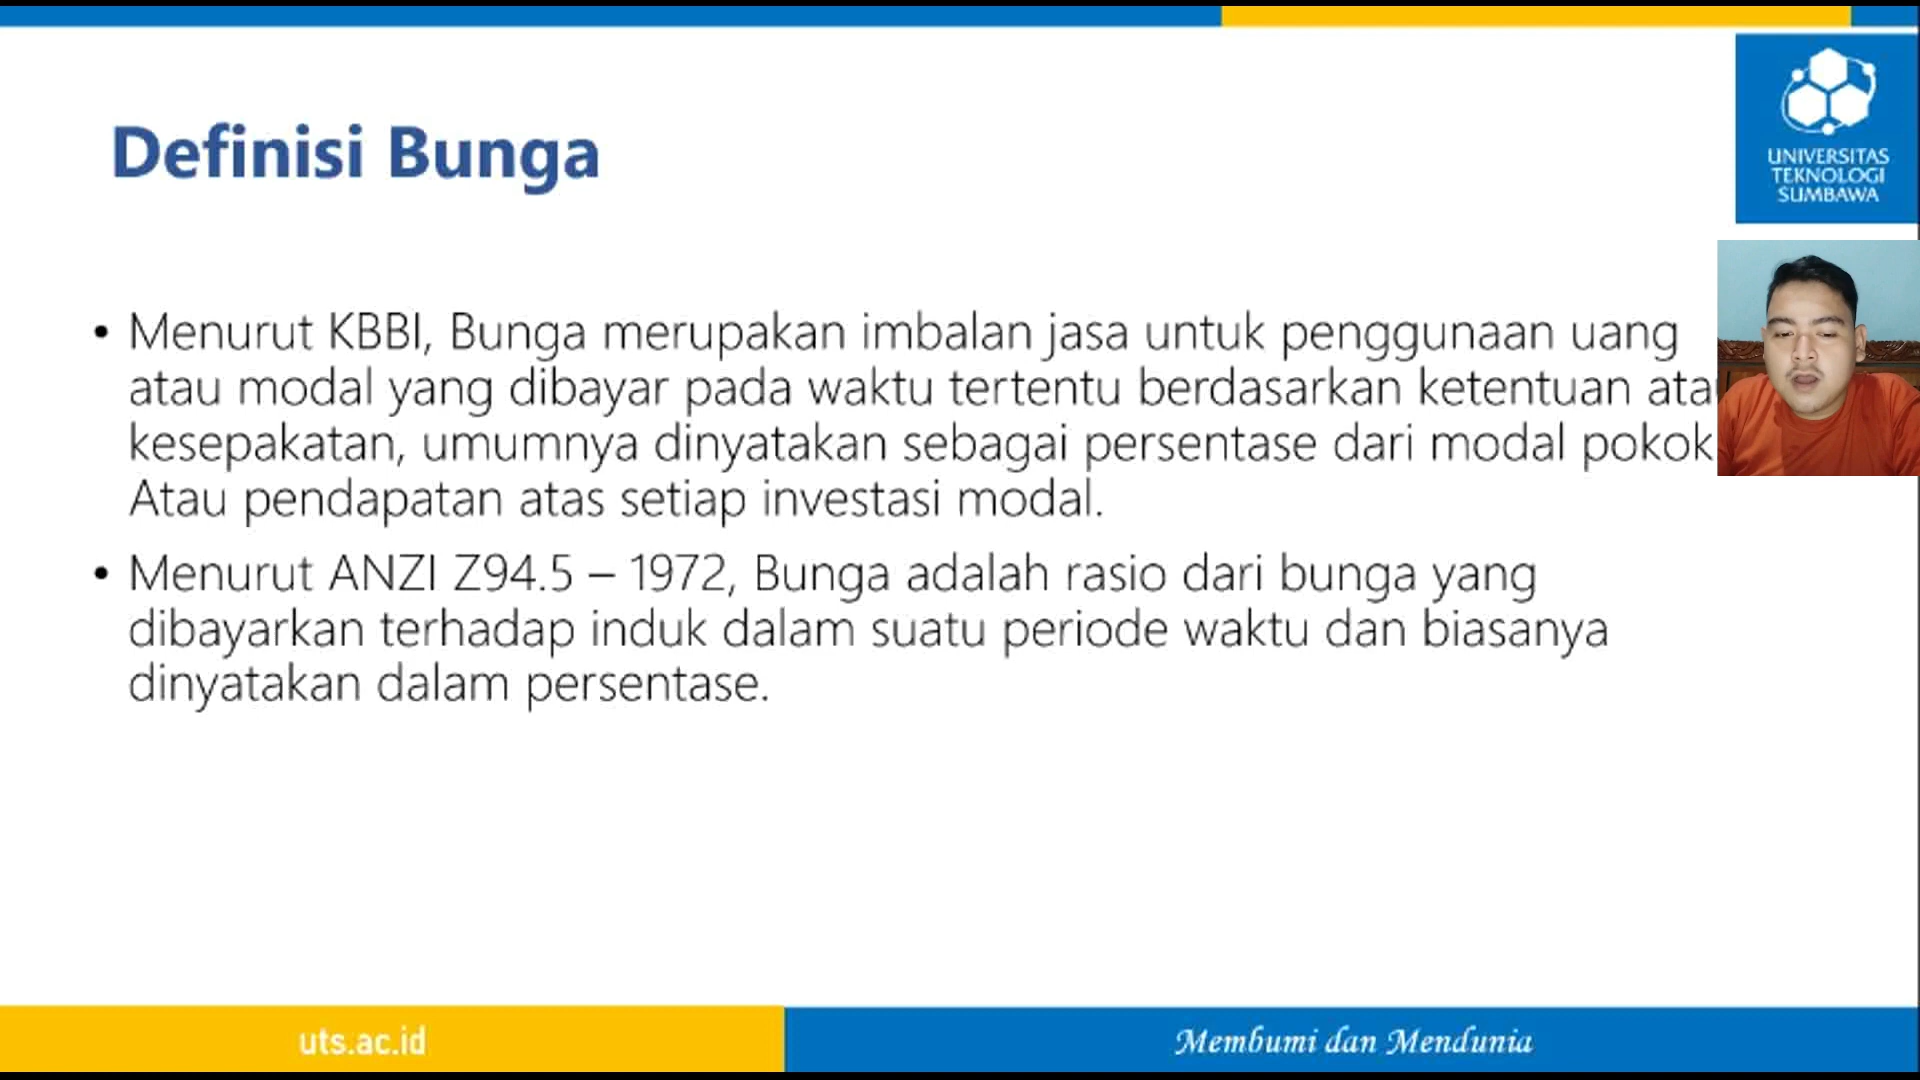 Definisi Bunga
UNIVERSITAS
TEKNOLOGI
SUMBAWA
• Menurut KBBI, Bunga merupakan imbalan jasa untuk penggunaan uang
atau modal yang dibayar pada waktu tertentu berdasarkan ketentuan
kesepakatan, umumnya dinyatakan sebagai persentase dari modal pokok
Atau pendapatan atas setiap investasi modal.
• Menurut ANZI Z94.5 – 1972, Bunga adalah rasio dari bunga yang
dibayarkan terhadap induk dalam suatu periode waktu dan biasanya
dinyatakan dalam persentase.
uts.ac.id
Membumi dan Mendunia